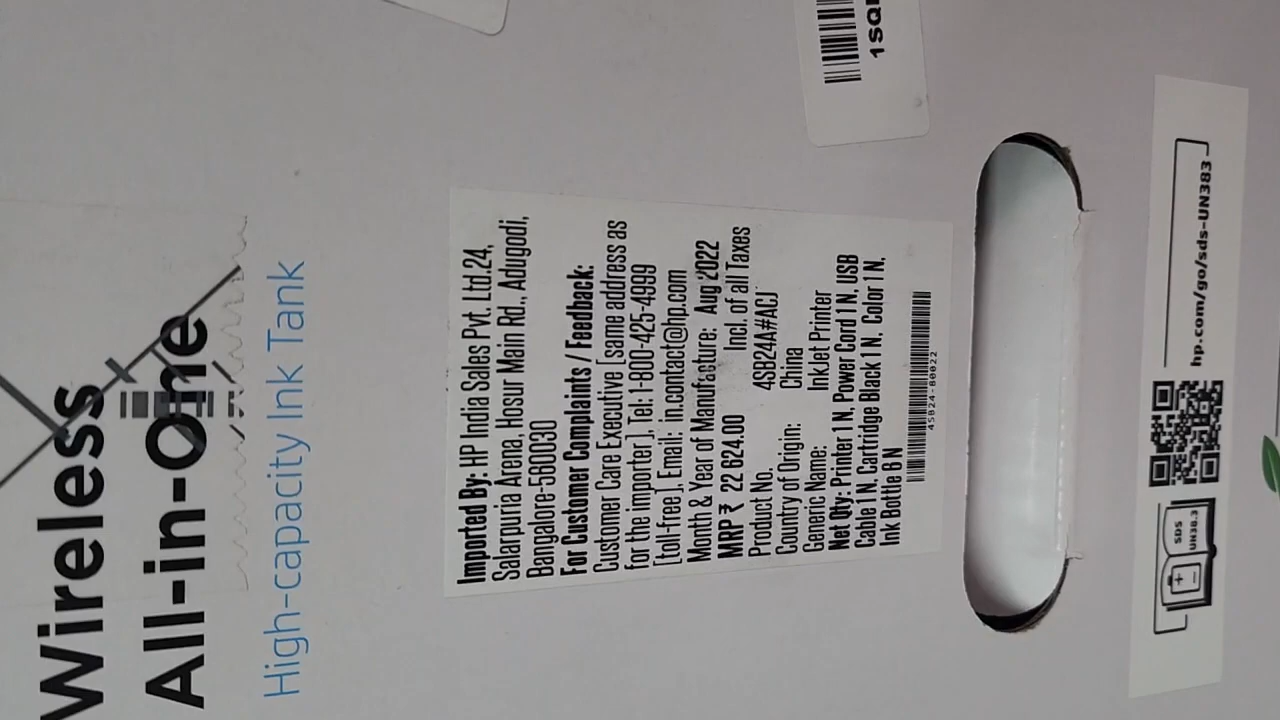 Wireless
All-in-One
High-capacity Ink Tank
Imported By: HP India Sales Pvt. Ltd.24,
Salarpuria Arena, Hosur Main Rd., Adugodi,
Bangalore-560030
For Customer Complaints / Feedback:
Customer Care Executive [same address as
for the importer ], Tel: 1-800-425-4999
[toll-free], Email: in.contact@hp.com
Month & Year of Manufacture: Aug 2022
MRP ₹ 22 624.00 Incl. of all Taxes
Product No. 4SB24A#ACJ
Country of Origin: China
Generic Name: InkJet Printer
Net Qty: Printer 1 N, Power Cord 1 N, USB
Cable 1 N, Cartridge Black 1 N, Color 1 N,
Ink Bottle 8 N
4SB24-80022
SDS
UN38.3
hp.com/go/sds-UN383